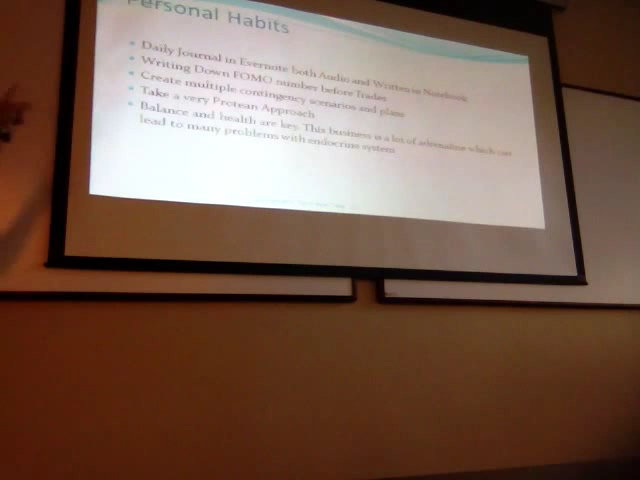 Personal Habits
• Daily Journal in Evernote both Audio and Written in Notebook
• Writing Down FOMO number before Trades
• Create multiple contingency scenarios and plans
• Take a very Protean Approach
• Balance and health are key. This business is a lot of adrenaline which can
lead to many problems with endocrine system